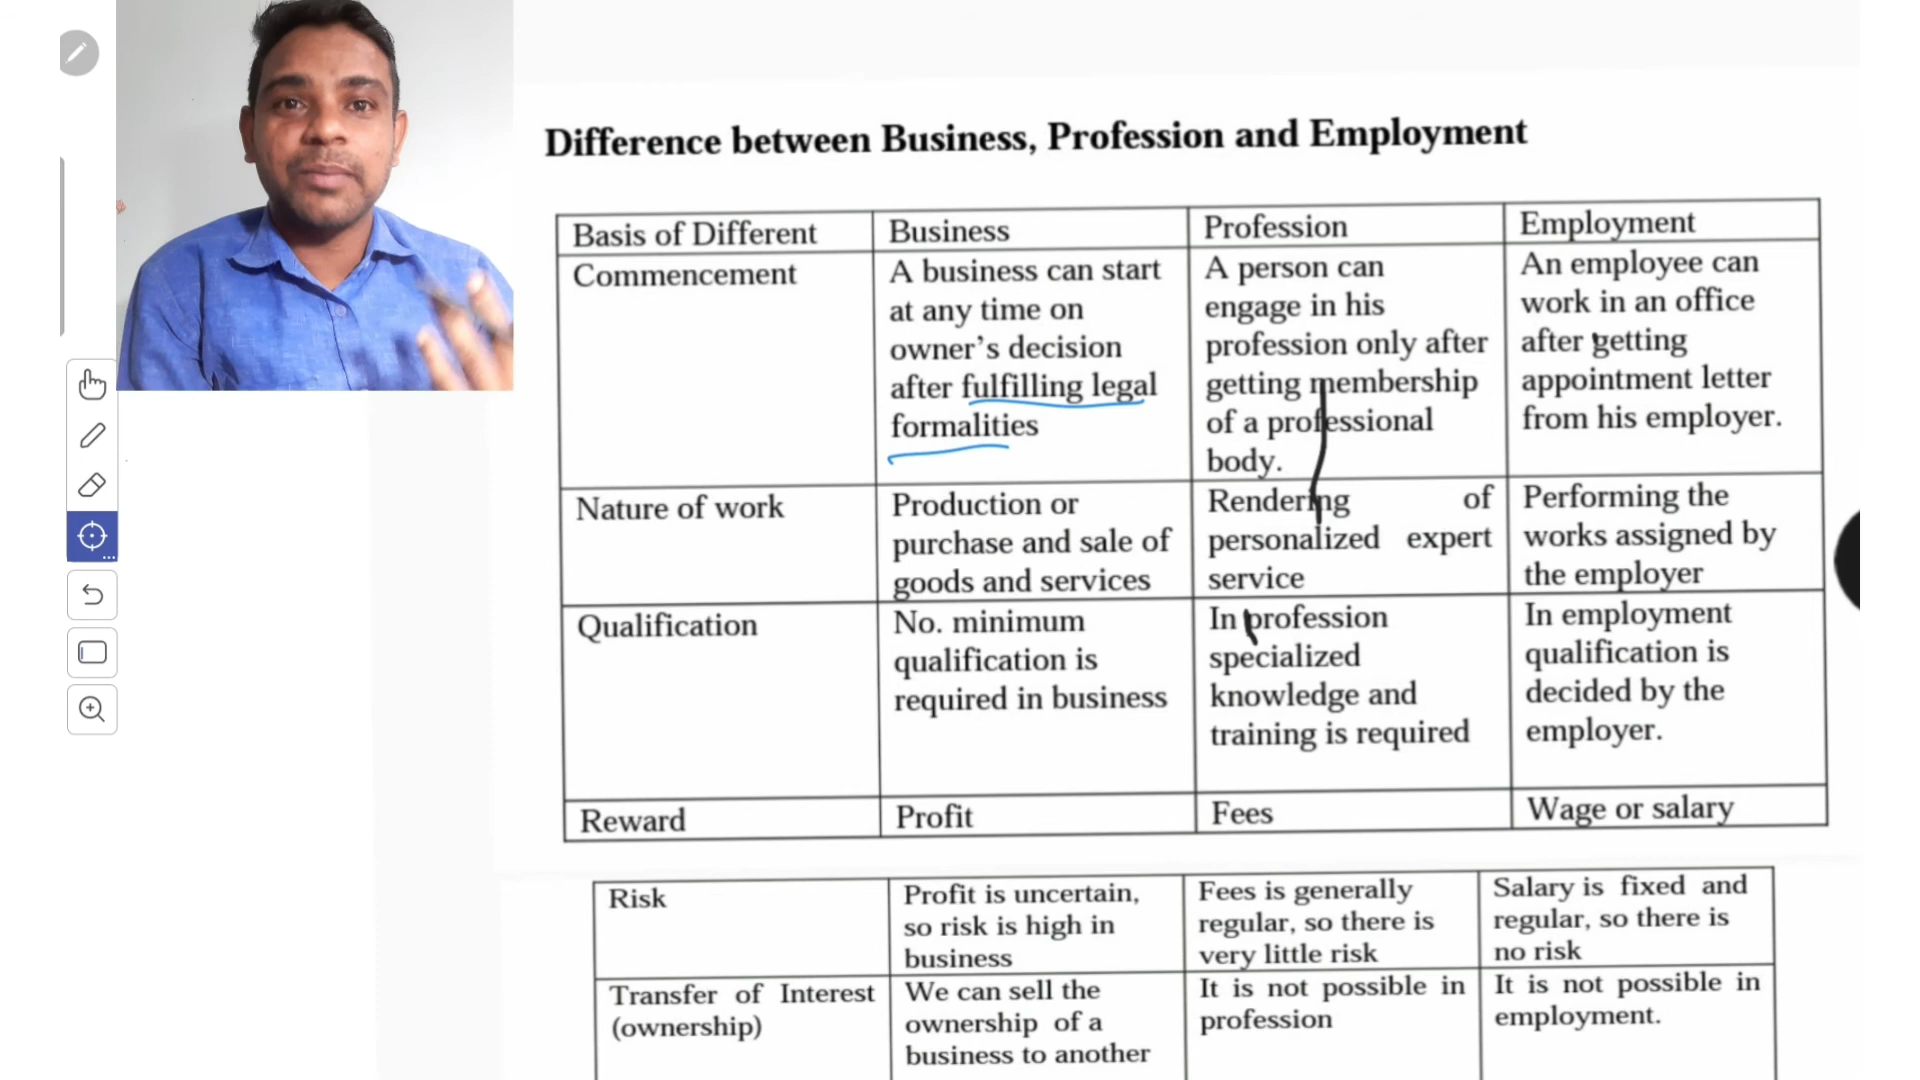 Difference between Business, Profession and Employment
Basis of Different
Business
Profession
Employment
Commencement
A business can start
at any time on
owner's decision
after fulfilling legal
formalities
A person can
engage in his
profession only after
getting membership
of a professional
body.
An employee can
work in an office
after getting
appointment letter
from his employer.
Nature of work
Production or
purchase and sale of
goods and services
Rendering of
personalized expert
service
Performing the
works assigned by
the employer
Qualification
No. minimum
qualification is
required in business
In profession
specialized
knowledge and
training is required
In employment
qualification is
decided by the
employer.
Reward
Profit
Fees
Wage or salary
Risk
Profit is uncertain,
so risk is high in
business
Fees is generally
regular, so there is
very little risk
Salary is fixed and
regular, so there is
no risk
Transfer of Interest
(ownership)
We can sell the
ownership of a
business to another
It is not possible in
profession
It is not possible in
employment.